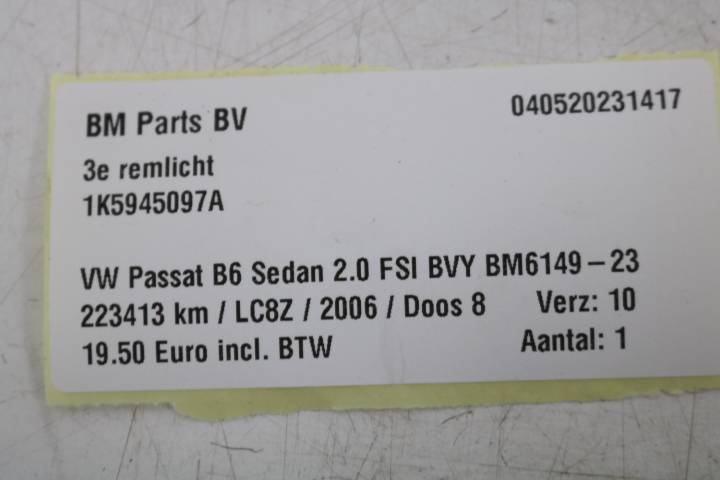 BM Parts BV 040520231417
3e remlicht
1K5945097A
VW Passat B6 Sedan 2.0 FSI BVY BM6149-23
223413 km / LC8Z / 2006 / Doos 8 Verz: 10
19.50 Euro incl. BTW Aantal: 1